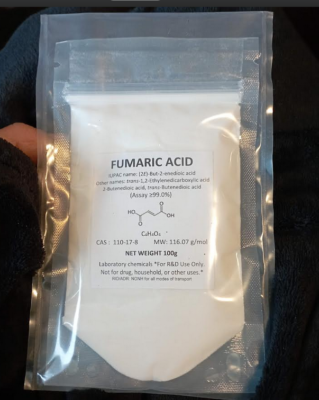 FUMARIC ACID
IUPAC name: (2E)-But-2-enedioic acid
Other names: trans-1,2-Ethylenedicarboxylic acid
2-Butenedioic acid, trans-Butenedioic acid
(Assay ≥99.0%)
HO
O
O
OH
C₄H₄O₄
CAS : 110-17-8 MW: 116.07 g/mol
NET WEIGHT 100g
Laboratory chemicals *For R&D Use Only.
Not for drug, household, or other uses.*
for all modes of transport